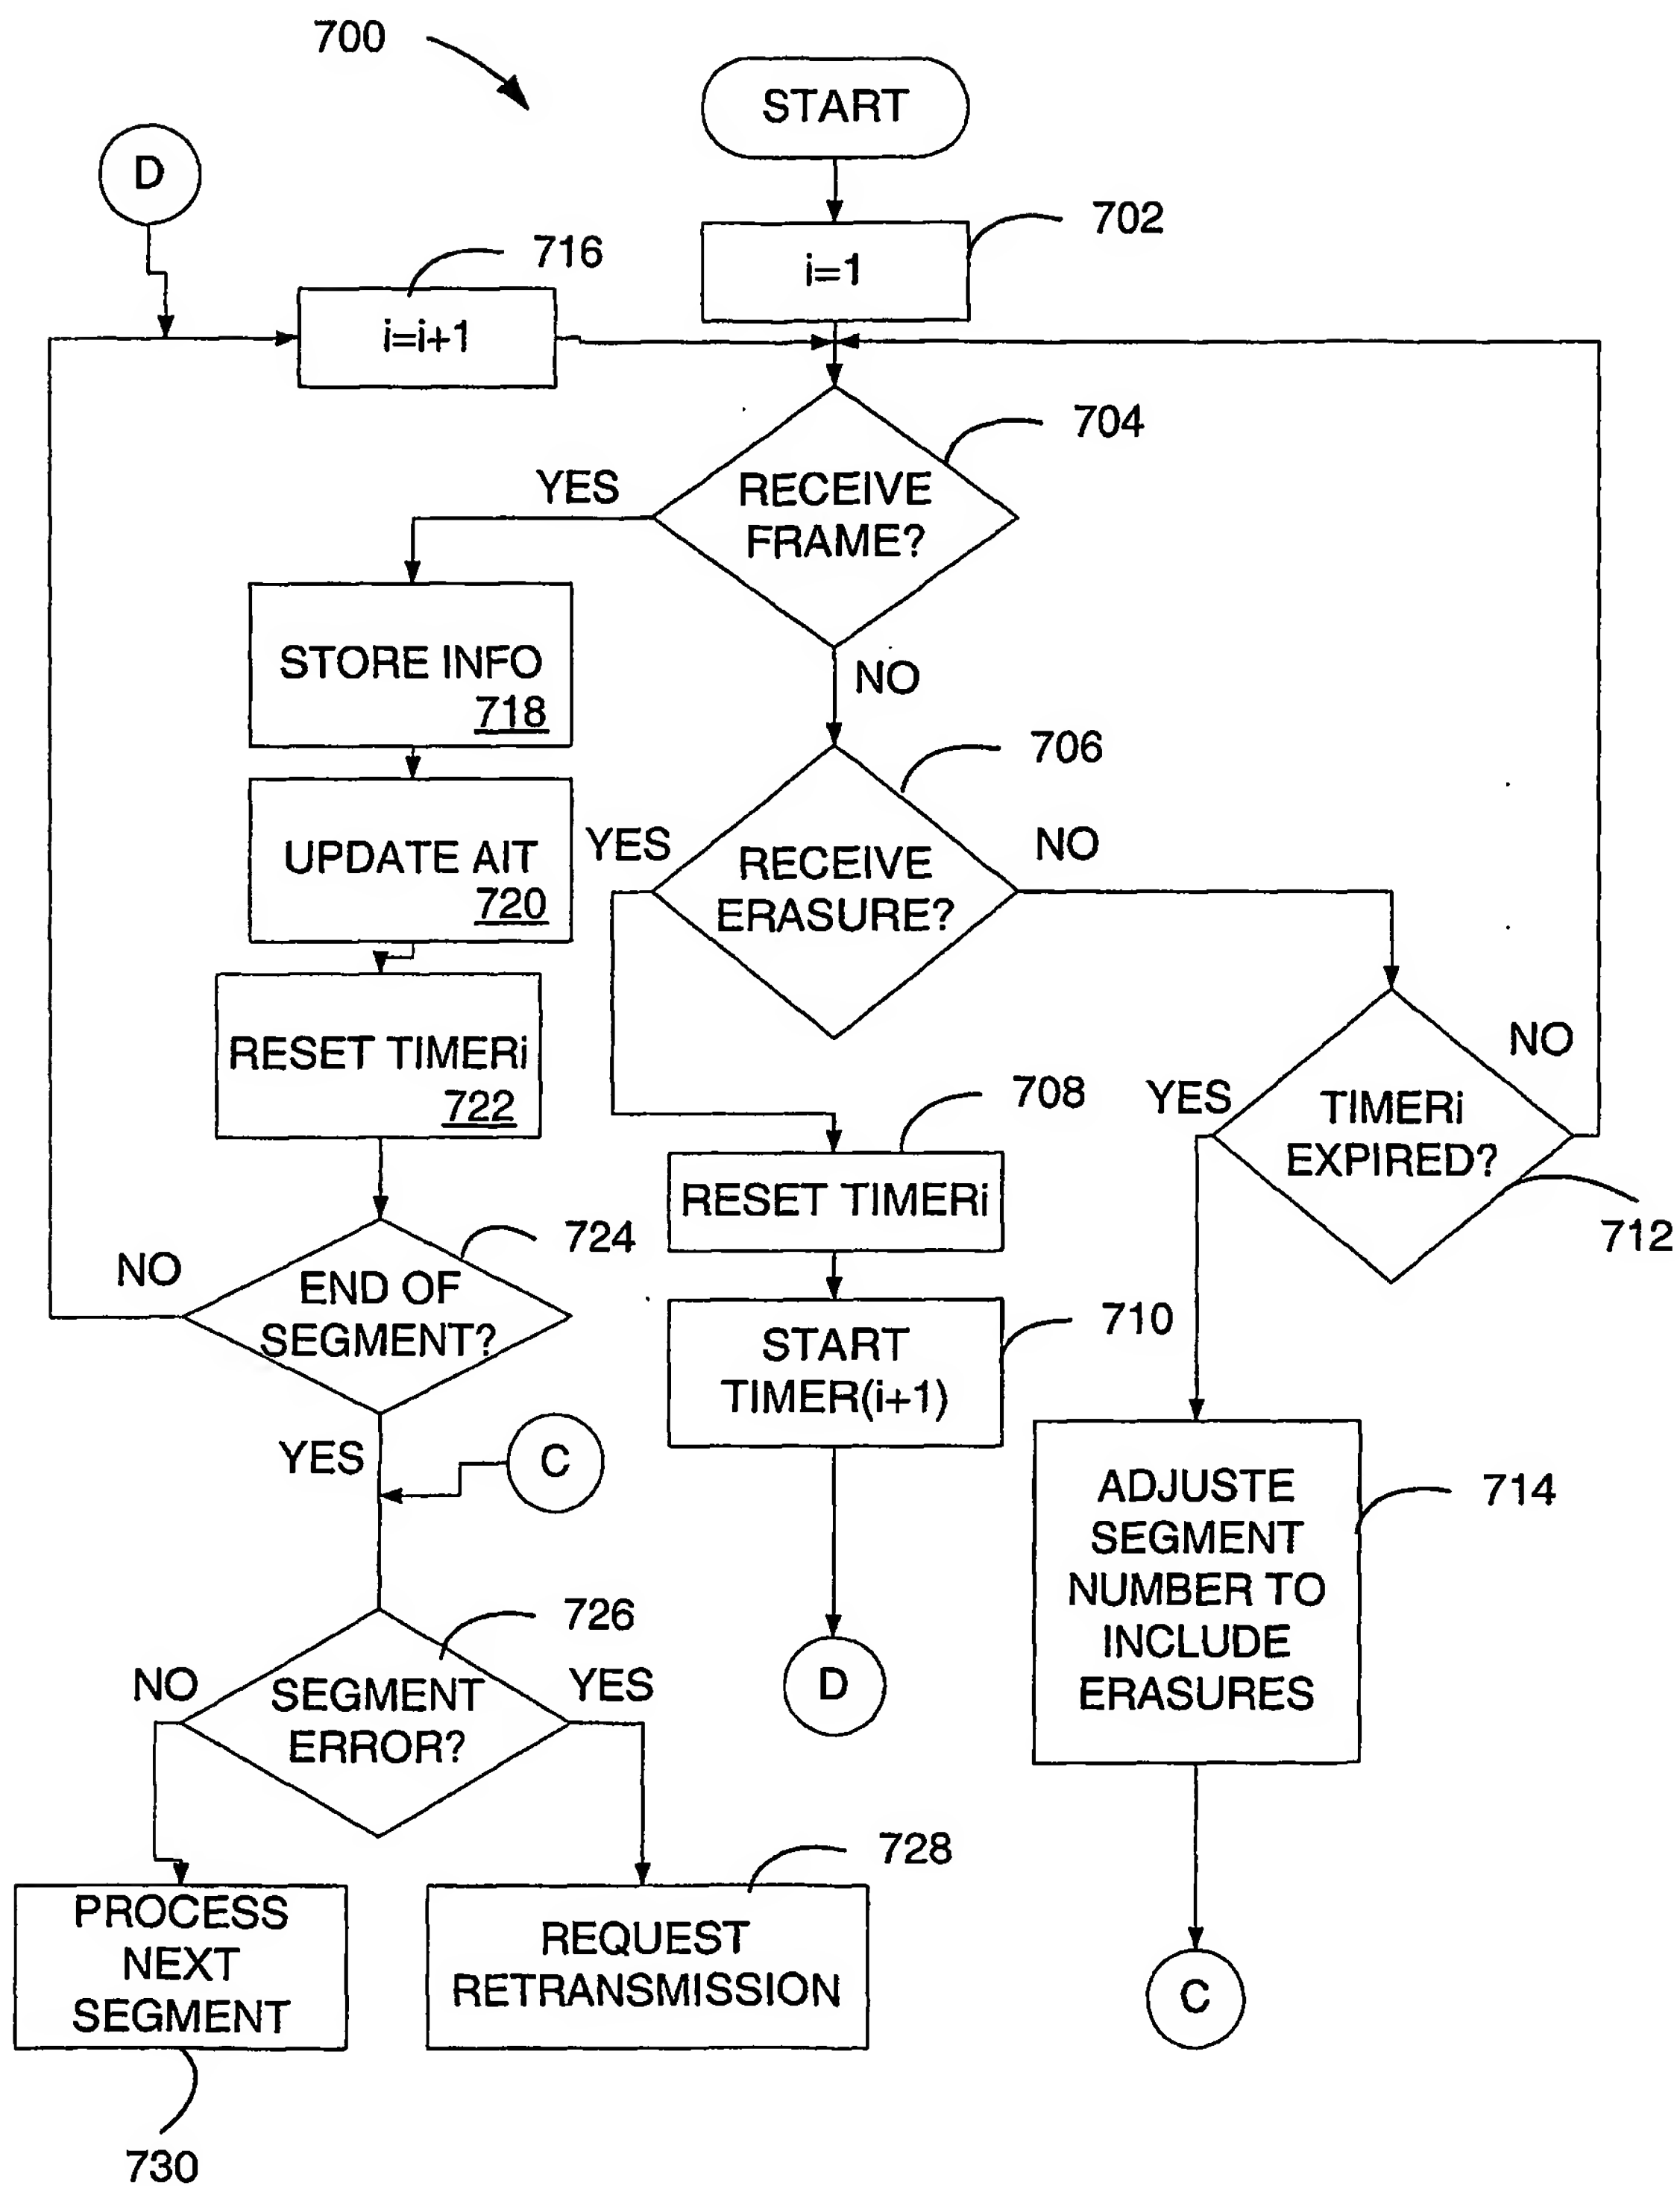 700
START
D
702
i=1
716
i=i+1
704
YES
RECEIVE
FRAME?
STORE INFO
718
NO
706
UPDATE AIT
720
YES
RECEIVE
ERASURE?
NO
RESET TIMERi
722
708
YES
TIMERi
EXPIRED?
NO
712
RESET TIMERi
724
NO
END OF
SEGMENT?
710
START
TIMER(i+1)
YES
C
714
ADJUSTE
SEGMENT
NUMBER TO
INCLUDE
ERASURES
726
NO
SEGMENT
ERROR?
YES
D
728
PROCESS
NEXT
SEGMENT
REQUEST
RETRANSMISSION
C
730